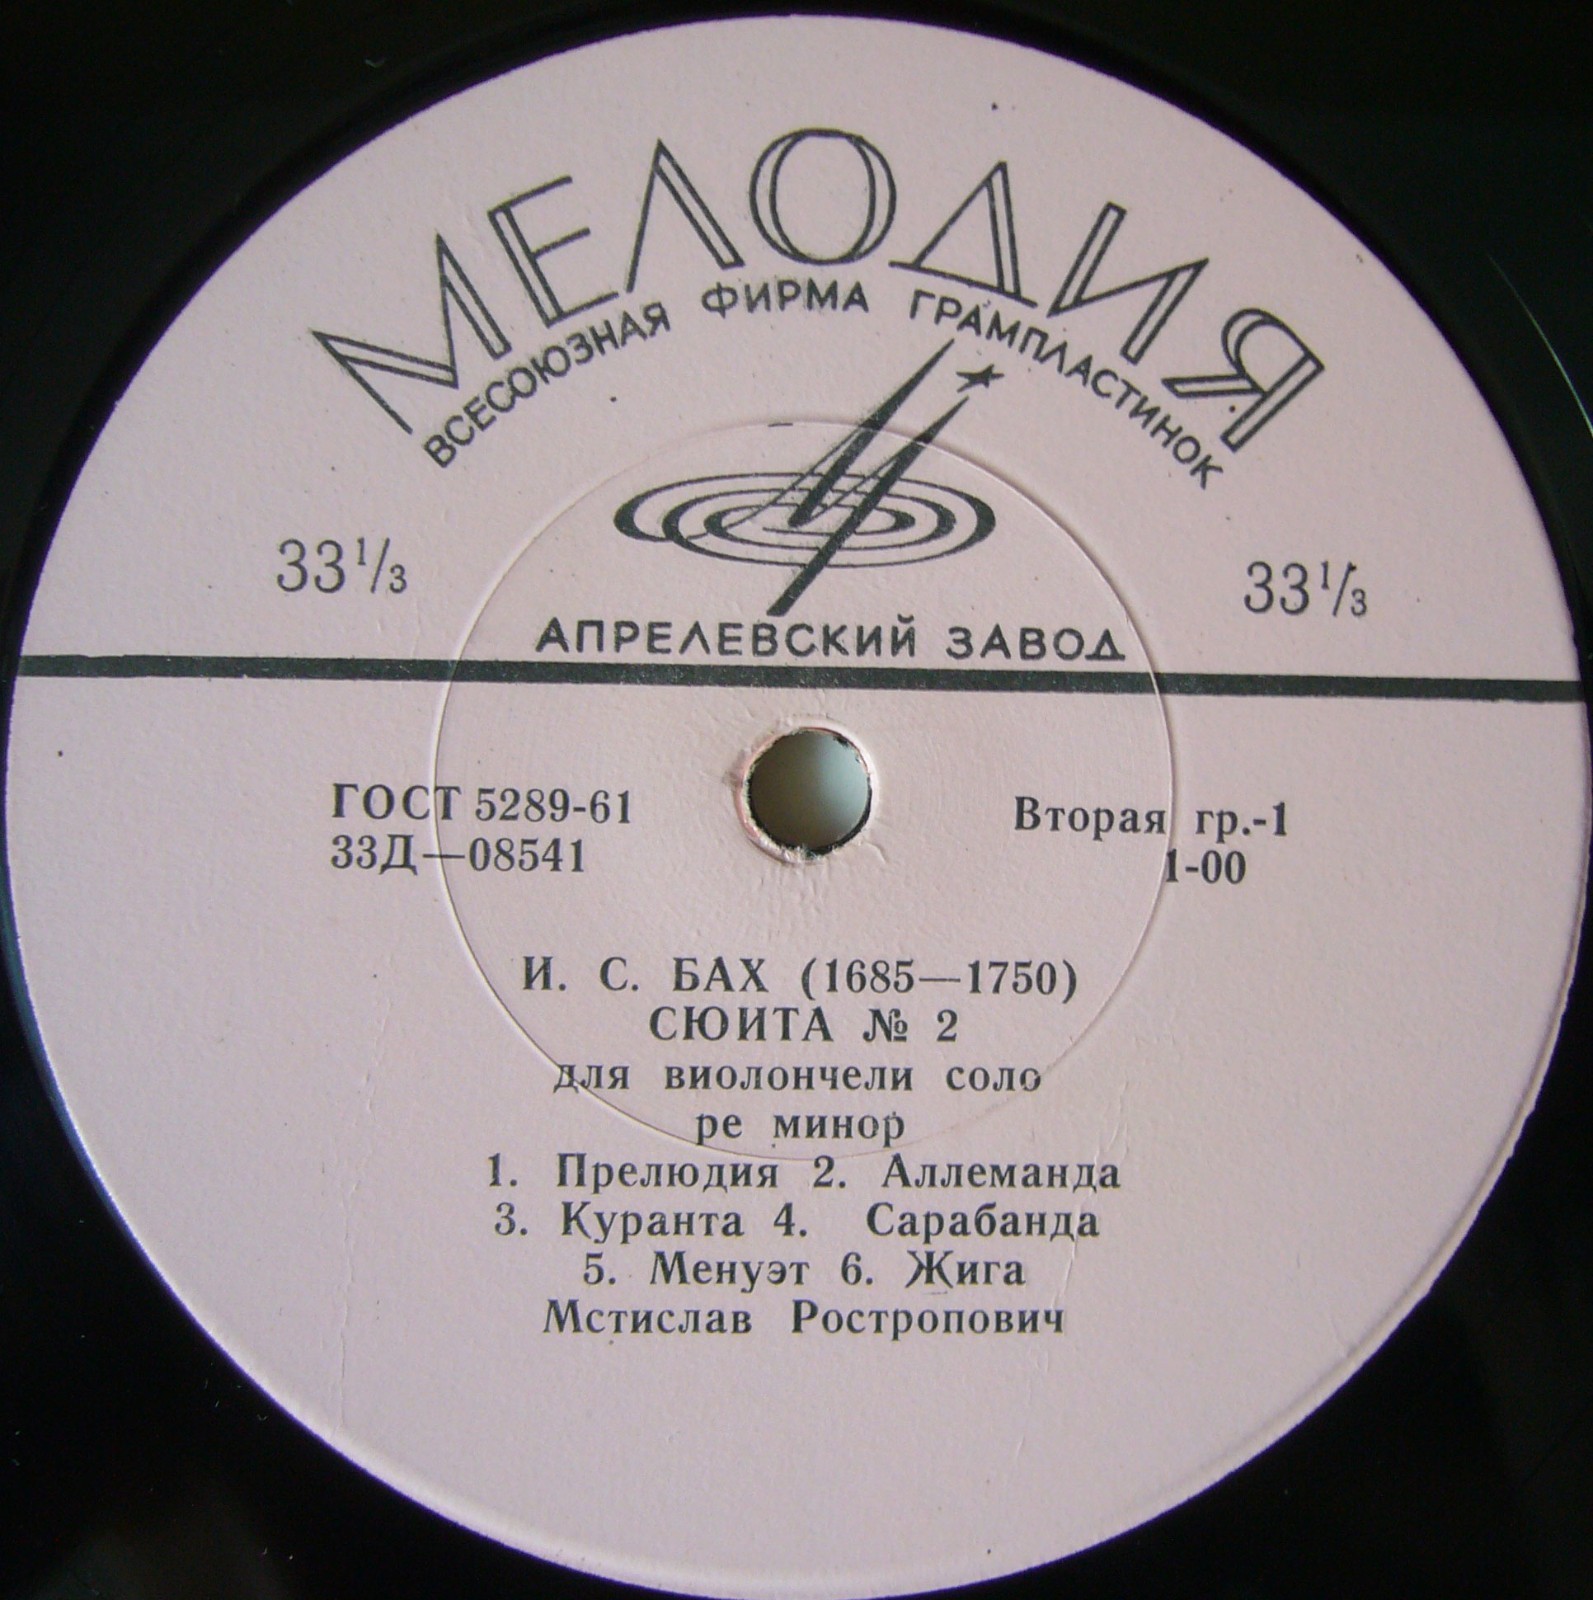 МЕЛОДИЯ
ВСЕСОЮЗНАЯ ФИРМА ГРАМПЛАСТИНОК
33 1/3
33 1/3
АПРЕЛЕВСКИЙ ЗАВОД
ГОСТ 5289-61
33Д—08541
Вторая гр.-1
1-00
И. С. БАХ (1685—1750)
СЮИТА № 2
для виолончели соло
ре минор
1. Прелюдия 2. Аллеманда
3. Куранта 4. Сарабанда
5. Менуэт 6. Жига
Мстислав Ростропович